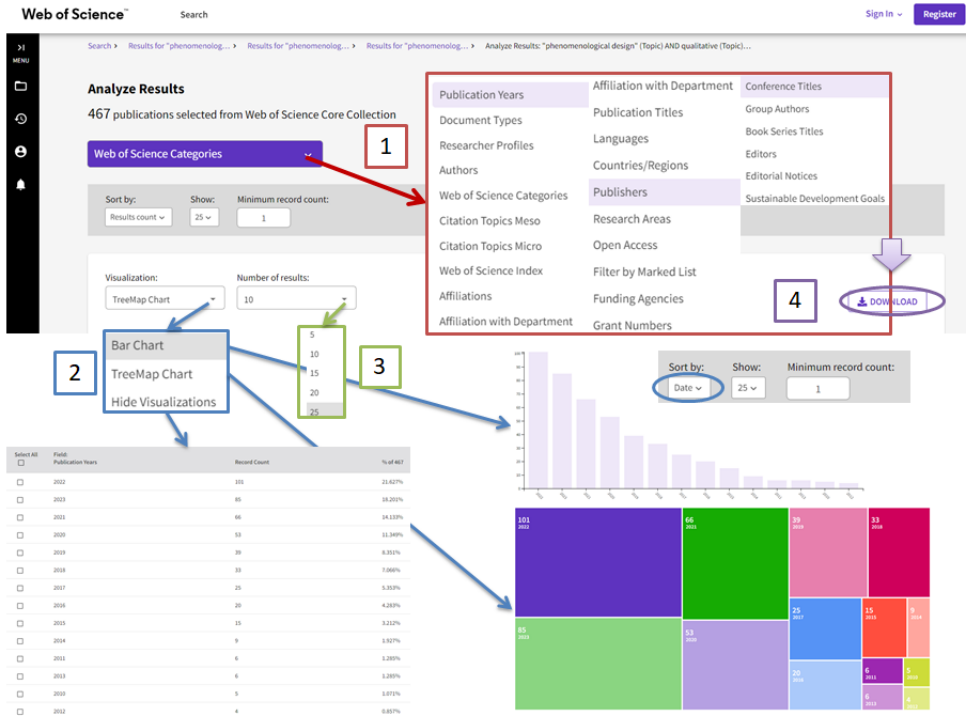 Web of Science™
Search
Sign In
Register
MENU
Search > Results for "phenomenolog... > Results for "phenomenolog... > Results for "phenomenolog... > Analyze Results: "phenomenological design" (Topic) AND qualitative (Topic)...
Analyze Results
467 publications selected from Web of Science Core Collection
Web of Science Categories
1
Publication Years
Document Types
Researcher Profiles
Authors
Web of Science Categories
Citation Topics Meso
Citation Topics Micro
Web of Science Index
Affiliations
Affiliation with Department
Affiliation with Department
Publication Titles
Languages
Countries/Regions
Publishers
Research Areas
Open Access
Filter by Marked List
Funding Agencies
Grant Numbers
Conference Titles
Group Authors
Book Series Titles
Editors
Editorial Notices
Sustainable Development Goals
Sort by: Show: Minimum record count:
Results count 25 1
Visualization: Number of results:
TreeMap Chart 10
4
DOWNLOAD
2
Bar Chart
TreeMap Chart
Hide Visualizations
5
10
15
20
25
3
Sort by: Show: Minimum record count:
Date 25 1
Select All Field: Publication Years Record Count % of 467
2022 101 21.627%
2023 85 18.201%
2021 66 14.133%
2020 53 11.349%
2019 39 8.351%
2018 33 7.066%
2017 25 5.353%
2016 20 4.283%
2015 15 3.212%
2014 9 1.927%
2011 6 1.285%
2013 6 1.285%
2010 5 1.071%
2012 4 0.857%
101
2022
85
2023
66
2021
53
2020
39
2019
33
2018
25
2017
20
2016
15
2015
9
2014
6
2011
6
2013
5
2010
4
2012